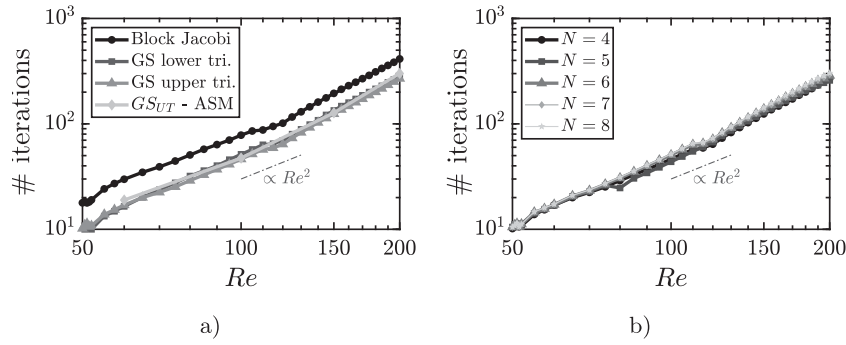 10^3
10^2
10^1
# iterations
Block Jacobi
GS lower tri.
GS upper tri.
GS_{UT} - ASM
∝ Re^2
50
100
150
200
Re
a)
10^3
10^2
10^1
# iterations
N = 4
N = 5
N = 6
N = 7
N = 8
∝ Re^2
50
100
150
200
Re
b)